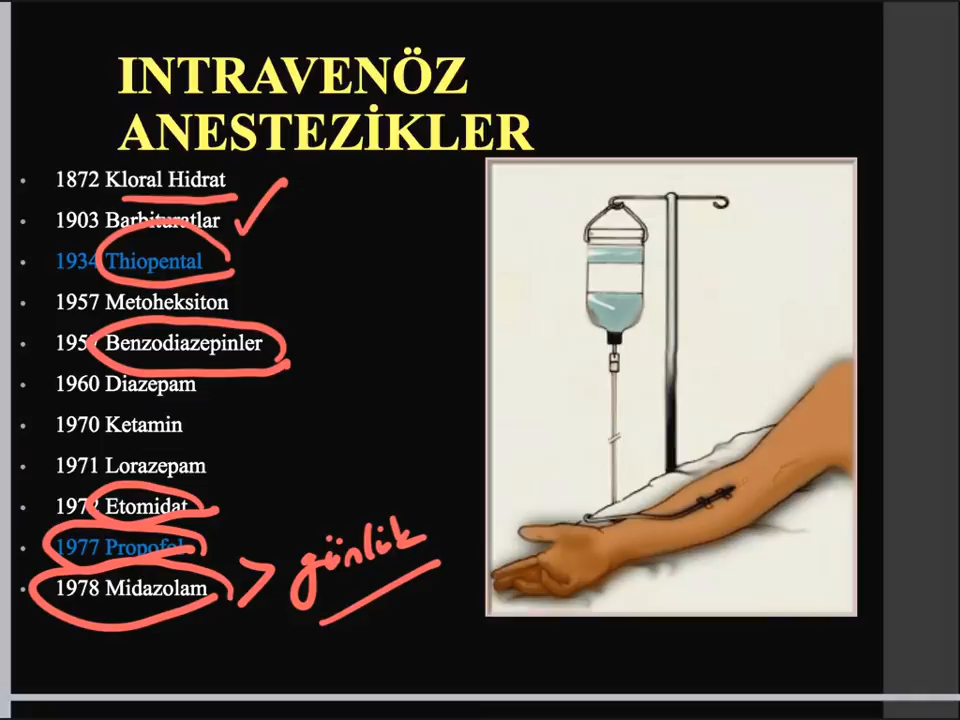 INTRAVENÖZ
ANESTEZİKLER
1872 Kloral Hidrat
1903 Barbituratlar
1934 Thiopental
1957 Metoheksiton
Benzodiazepinler
1960 Diazepam
1970 Ketamin
1971 Lorazepam
1972 Etomidat
1977 Propofol
1978 Midazolam
> günlük